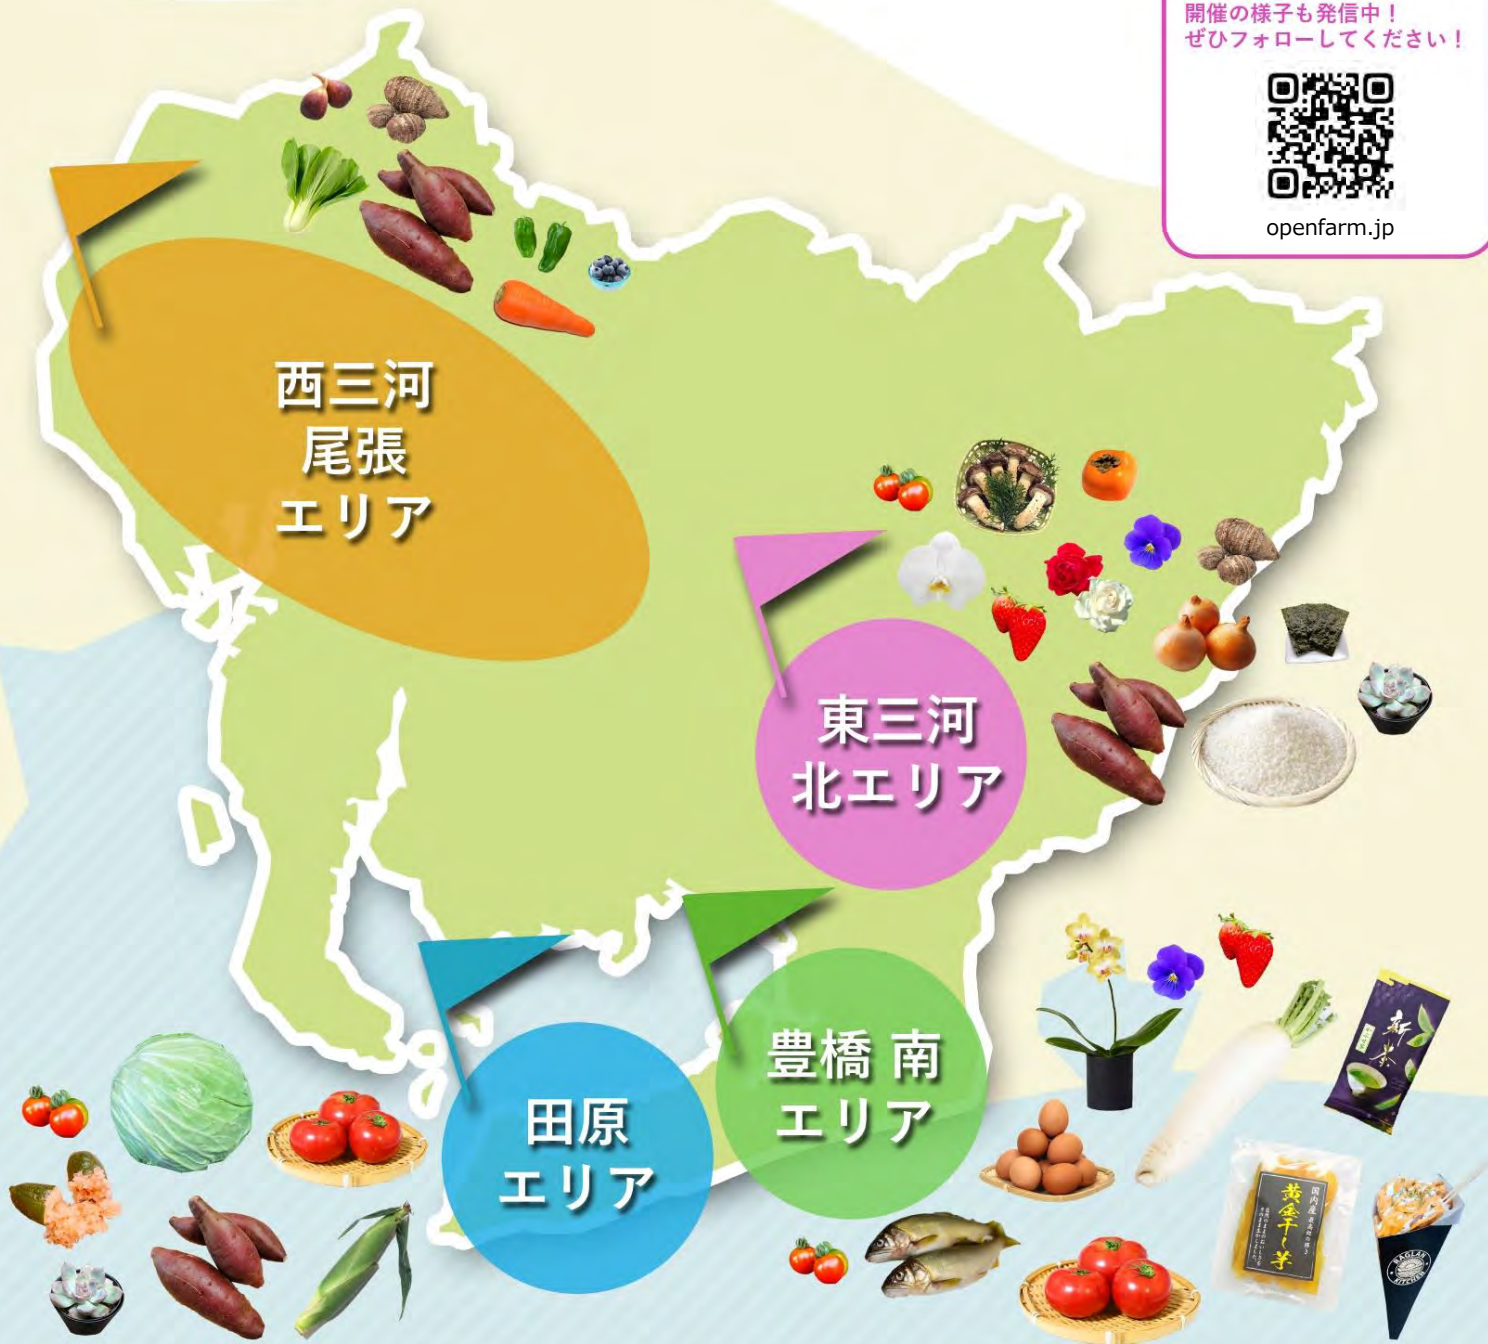 開催の様子も発信中！
ぜひフォローしてください！
openfarm.jp
西三河
尾張
エリア
東三河
北エリア
豊橋 南
エリア
田原
エリア
新茶
国内産
黄金干し芋
RAGLAN
KITCHEN